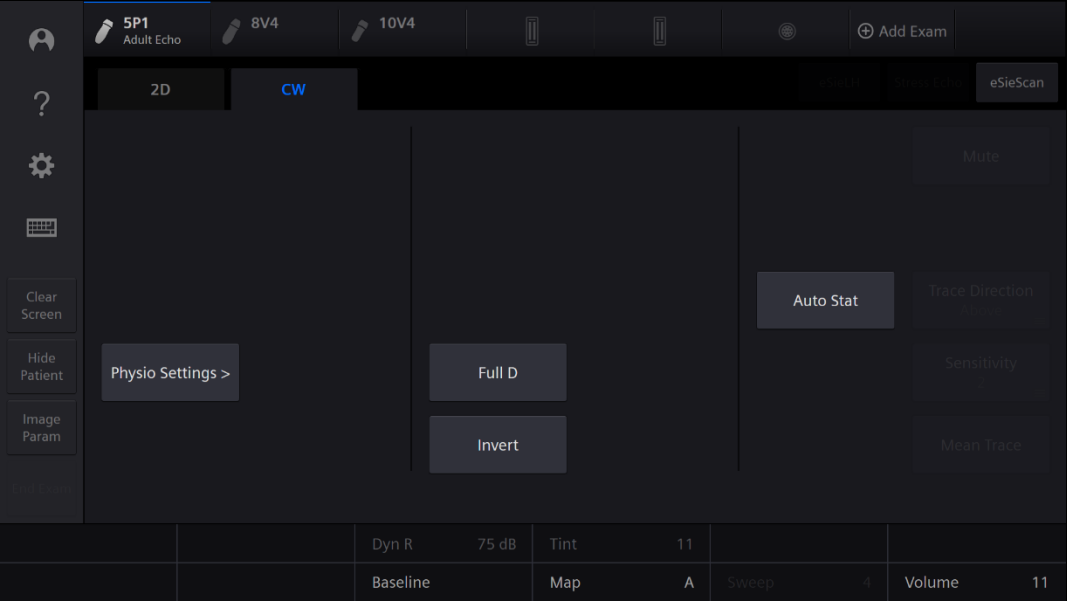 5P1
Adult Echo
8V4
10V4
Add Exam
2D
CW
Stress Echo
eSieScan
Mute
Clear
Screen
Auto Stat
Trace Direction
Hide
Patient
Physio Settings >
Full D
Sensitivity
Image
Param
Invert
Mean Trace
Dyn R 75 dB Tint 11
Baseline Map A Sweep 4 Volume 11